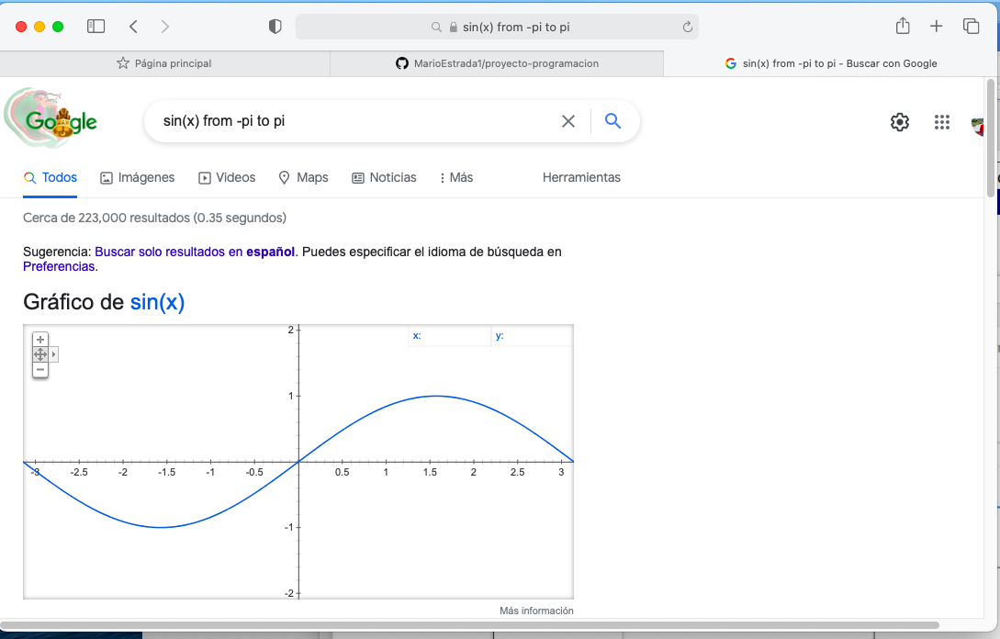 sin(x) from -pi to pi
Página principal
MarioEstrada1/proyecto-programacion
sin(x) from -pi to pi - Buscar con Google
Google
sin(x) from -pi to pi
Todos
Imágenes
Videos
Maps
Noticias
Más
Herramientas
Cerca de 223,000 resultados (0.35 segundos)
Sugerencia: Buscar solo resultados en español. Puedes especificar el idioma de búsqueda en
Preferencias.
Gráfico de sin(x)
x:
y:
2
1
-3 -2.5 -2 -1.5 -1 -0.5 0.5 1 1.5 2 2.5 3
-1
-2
Más información